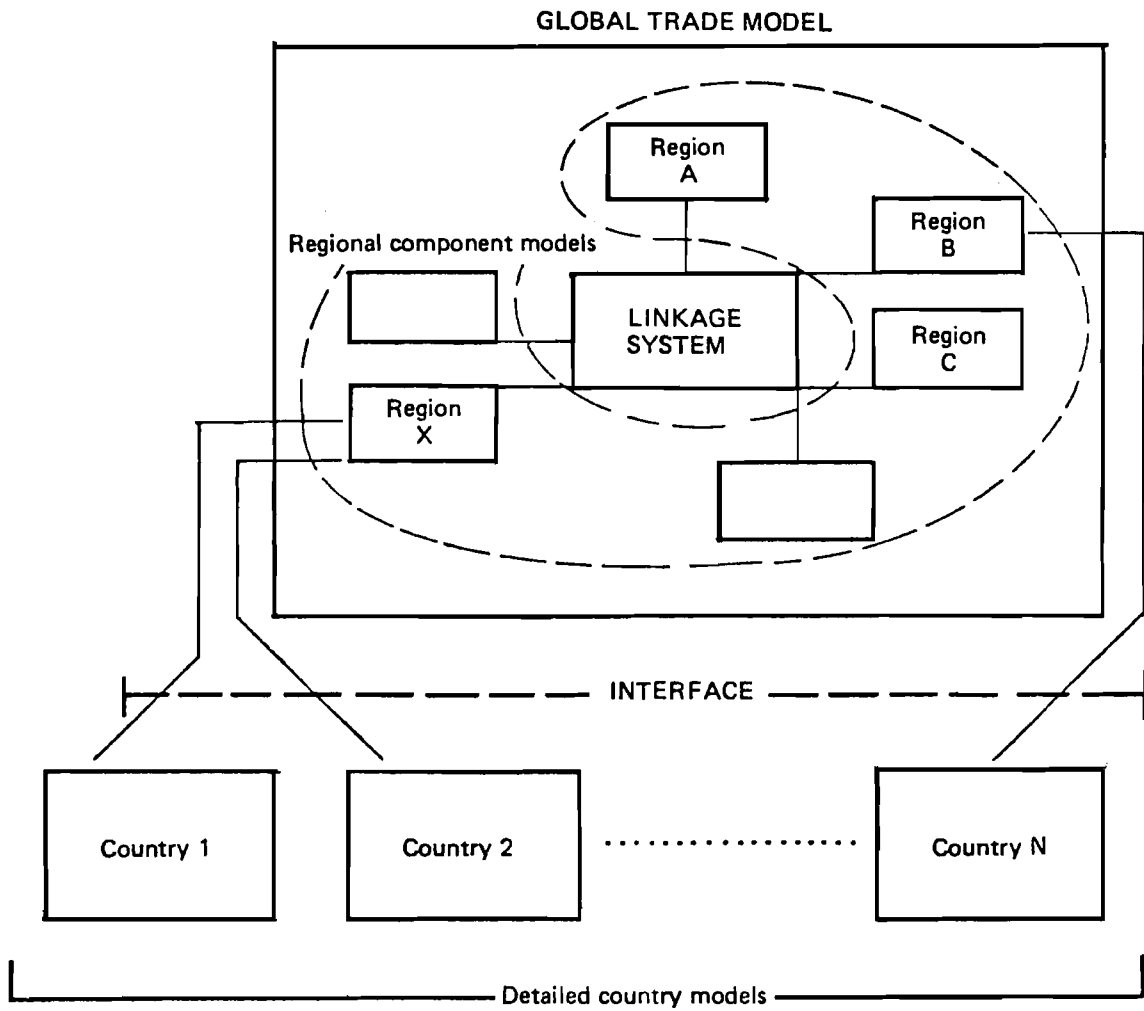 GLOBAL TRADE MODEL
Region
A
Region
B
Regional component models
LINKAGE
SYSTEM
Region
C
Region
X
INTERFACE
Country 1
Country 2
Country N
Detailed country models